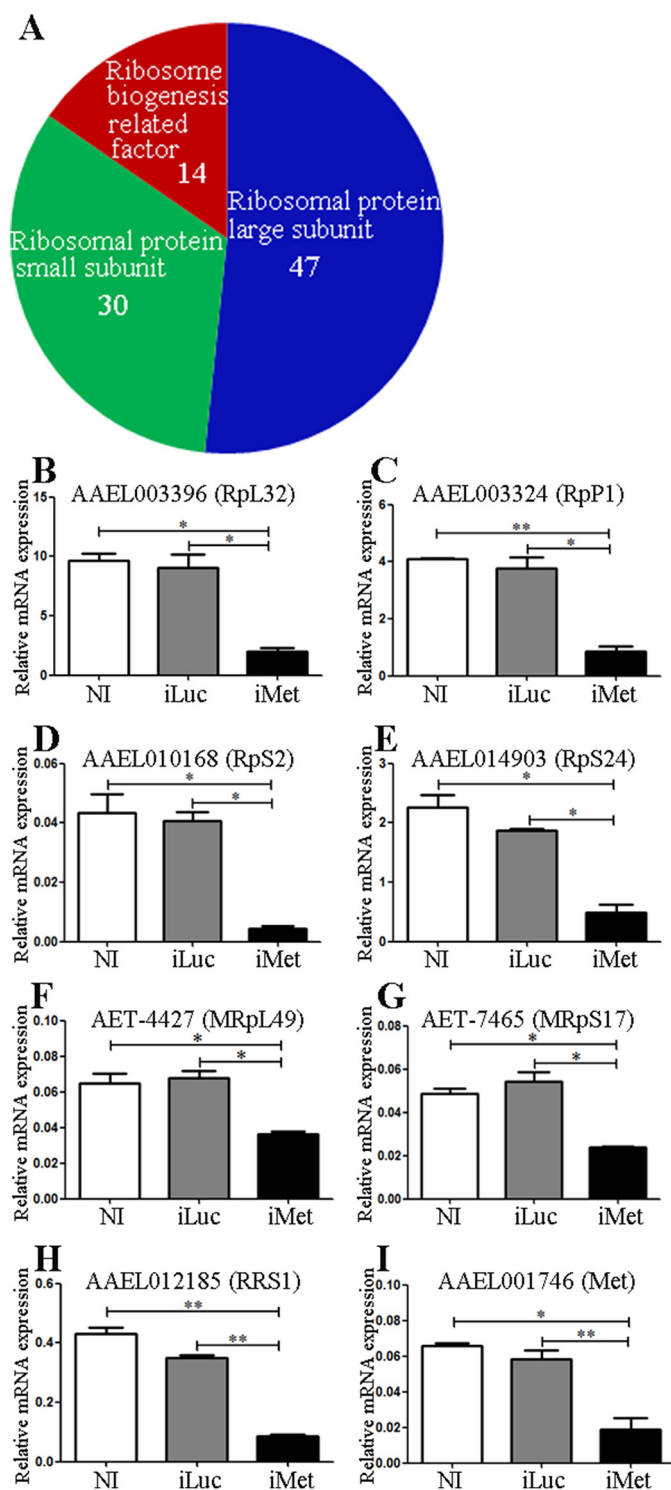 A
Ribosome
biogenesis
related
factor
14
Ribosomal protein
large subunit
47
Ribosomal protein
small subunit
30
B
AAEL003396 (RpL32)
Relative mRNA expression
15
10
5
0
*
*
NI iLuc iMet
C
AAEL003324 (RpP1)
Relative mRNA expression
6
4
2
0
**
*
NI iLuc iMet
D
AAEL010168 (RpS2)
Relative mRNA expression
0.06
0.04
0.02
0.00
*
*
NI iLuc iMet
E
AAEL014903 (RpS24)
Relative mRNA expression
3
2
1
0
*
*
NI iLuc iMet
F
AET-4427 (MRpL49)
Relative mRNA expression
0.10
0.08
0.06
0.04
0.02
0.00
*
*
NI iLuc iMet
G
AET-7465 (MRpS17)
Relative mRNA expression
0.08
0.06
0.04
0.02
0.00
*
*
NI iLuc iMet
H
AAEL012185 (RRS1)
Relative mRNA expression
0.6
0.4
0.2
0.0
**
**
NI iLuc iMet
I
AAEL001746 (Met)
Relative mRNA expression
0.10
0.08
0.06
0.04
0.02
0.00
*
**
NI iLuc iMet